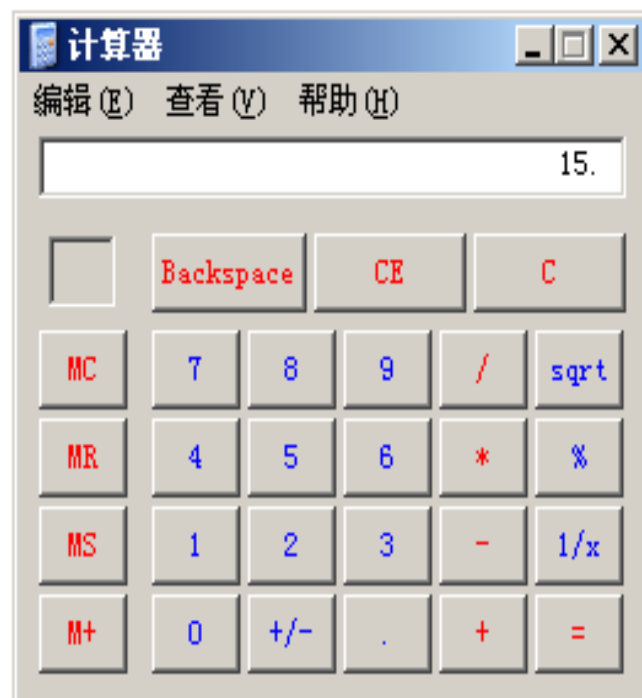 计算器
编辑(E) 查看(V) 帮助(H)
15.
Backspace CE C
MC 7 8 9 / sqrt
MR 4 5 6 * %
MS 1 2 3 - 1/x
M+ 0 +/- . + =